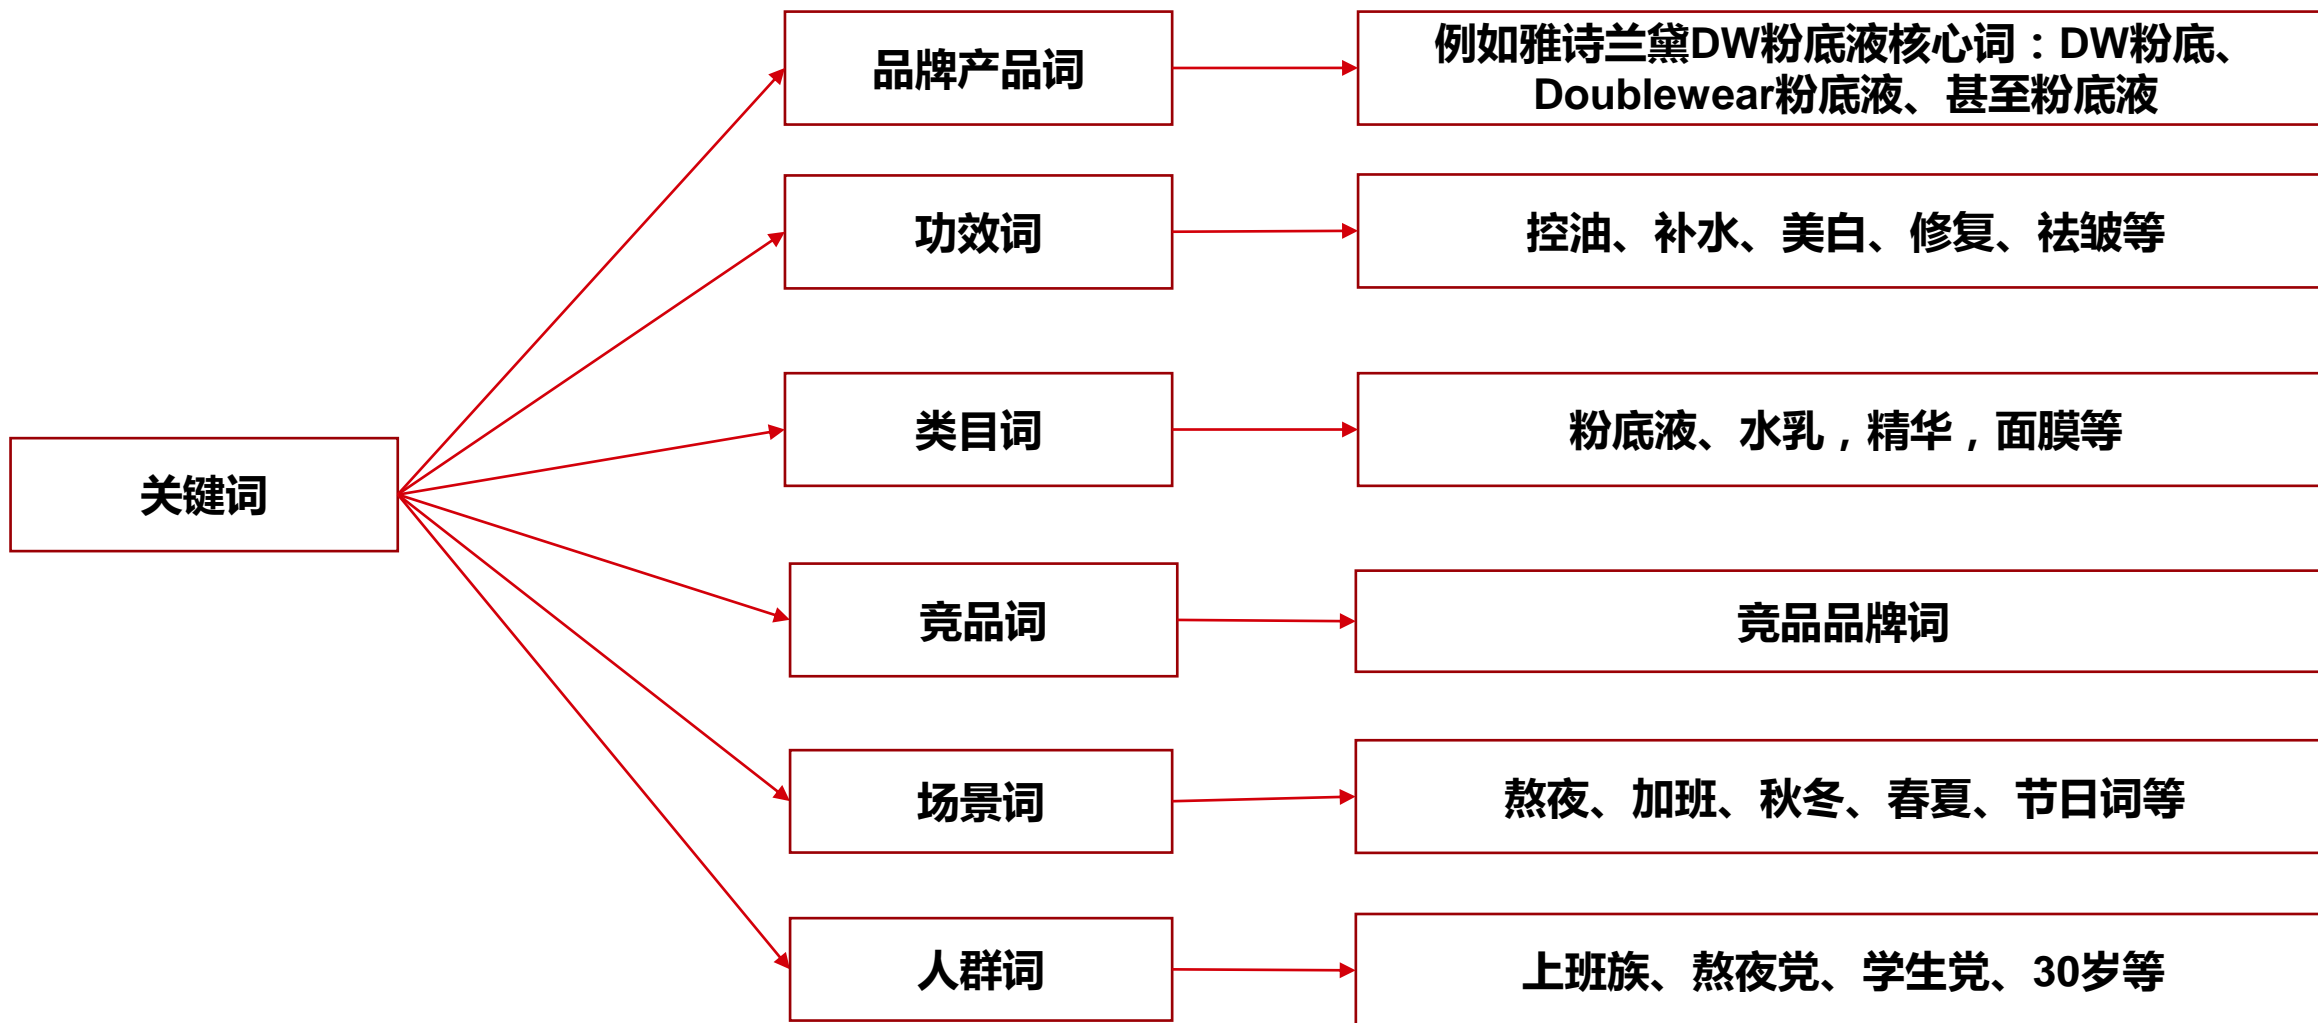 关键词
品牌产品词
例如雅诗兰黛DW粉底液核心词：DW粉底、
Doublewear粉底液、甚至粉底液
功效词
控油、补水、美白、修复、祛皱等
类目词
粉底液、水乳，精华，面膜等
竞品词
竞品品牌词
场景词
熬夜、加班、秋冬、春夏、节日词等
人群词
上班族、熬夜党、学生党、30岁等